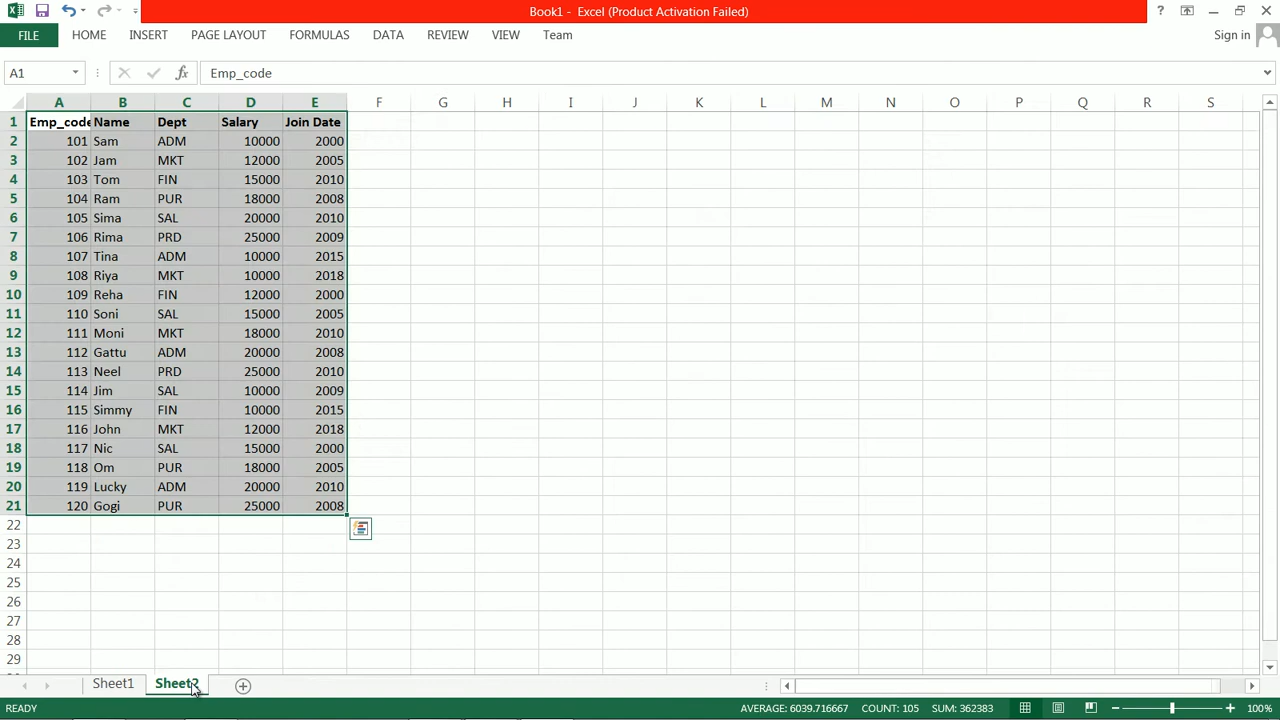 Book1 - Excel (Product Activation Failed)
FILE HOME INSERT PAGE LAYOUT FORMULAS DATA REVIEW VIEW Team Sign in
A1 fx Emp_code
A B C D E F G H I J K L M N O P Q R S
1 Emp_code Name Dept Salary Join Date
2 101 Sam ADM 10000 2000
3 102 Jam MKT 12000 2005
4 103 Tom FIN 15000 2010
5 104 Ram PUR 18000 2008
6 105 Sima SAL 20000 2010
7 106 Rima PRD 25000 2009
8 107 Tina ADM 10000 2015
9 108 Riya MKT 10000 2018
10 109 Reha FIN 12000 2000
11 110 Soni SAL 15000 2005
12 111 Moni MKT 18000 2010
13 112 Gattu ADM 20000 2008
14 113 Neel PRD 25000 2010
15 114 Jim SAL 10000 2009
16 115 Simmy FIN 10000 2015
17 116 John MKT 12000 2018
18 117 Nic SAL 15000 2000
19 118 Om PUR 18000 2005
20 119 Lucky ADM 20000 2010
21 120 Gogi PUR 25000 2008
22
23
24
25
26
27
28
29
Sheet1 Sheet2
READY AVERAGE: 6039.716667 COUNT: 105 SUM: 362383 100%